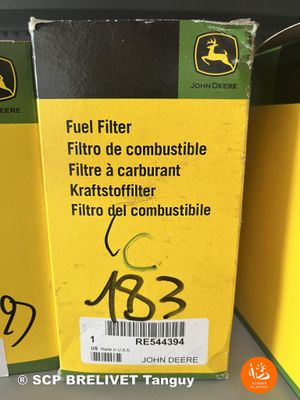 JOHN DEERE
Fuel Filter
Filtro de combustible
Filtre à carburant
Kraftstoffilter
Filtro del combustibile
C
183
1
RE544394
US Made in U.S.A.
JOHN DEERE
® SCP BRELIVET Tanguy